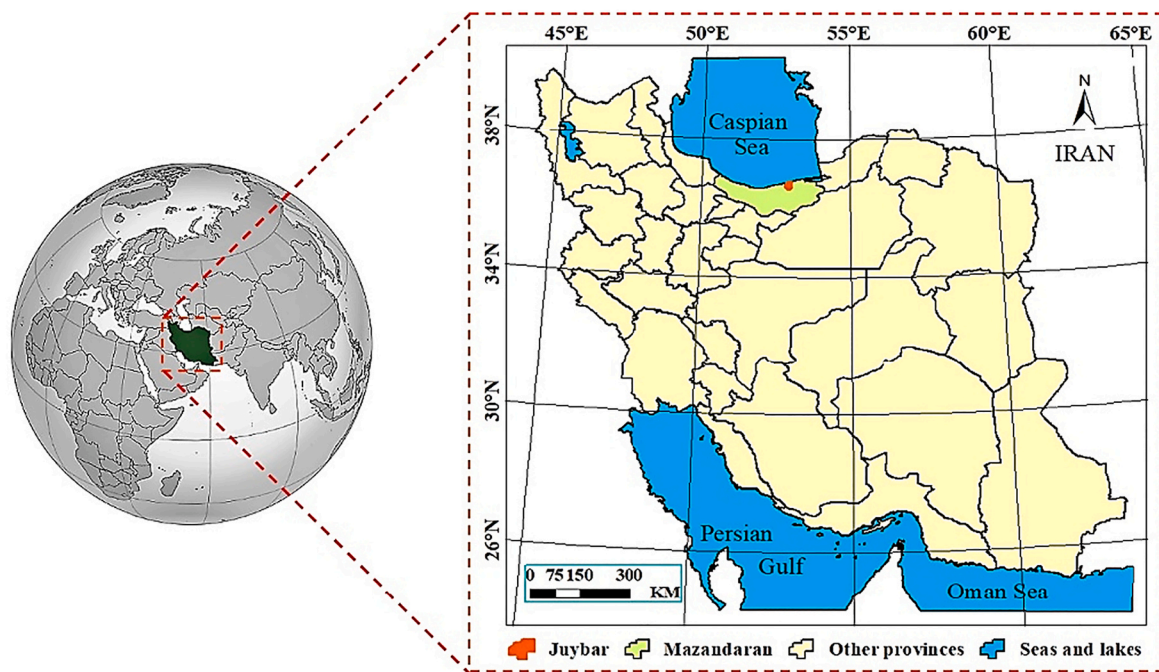 45°E 50°E 55°E 60°E 65°E
N
IRAN
38°N
34°N
30°N
26°N
Caspian
Sea
Persian
Gulf
Oman Sea
0 75 150 300
KM
Juybar Mazandaran Other provinces Seas and lakes